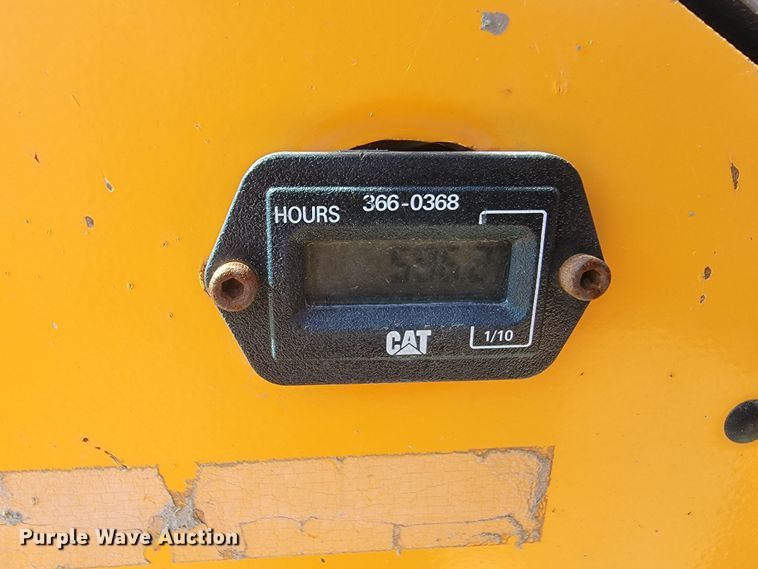 HOURS 366-0368
CAT
1/10
Purple Wave Auction